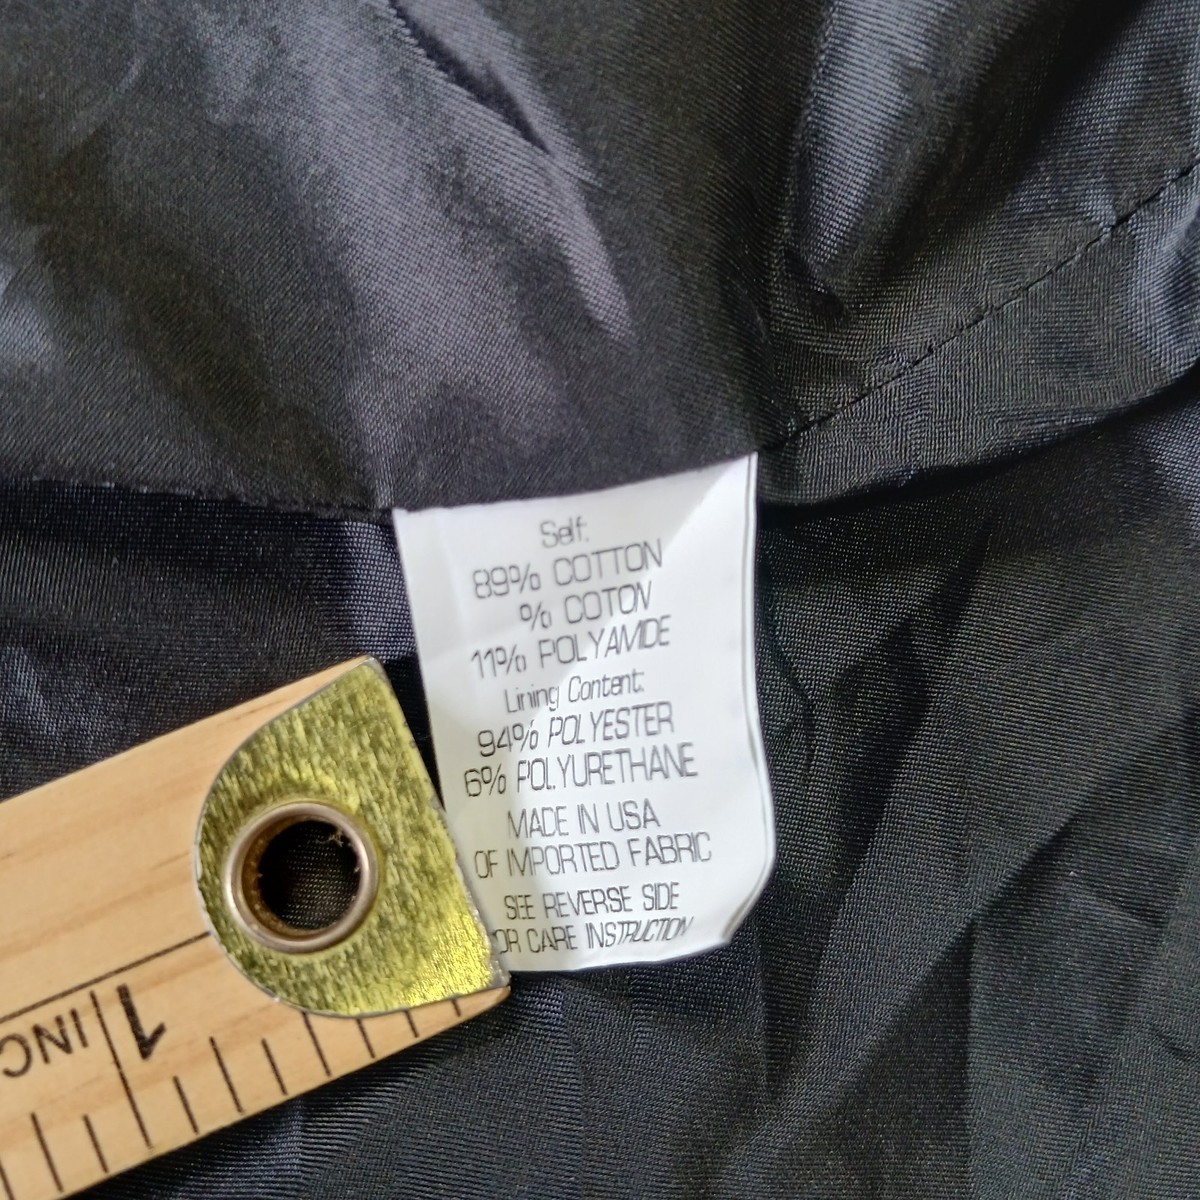 Self:
89% COTTON
% COTON
11% POLYAMIDE
Lining Content:
94% POLYESTER
6% POLYURETHANE
MADE IN USA
OF IMPORTED FABRIC
SEE REVERSE SIDE
OR CARE INSTRUCTION
1 INC